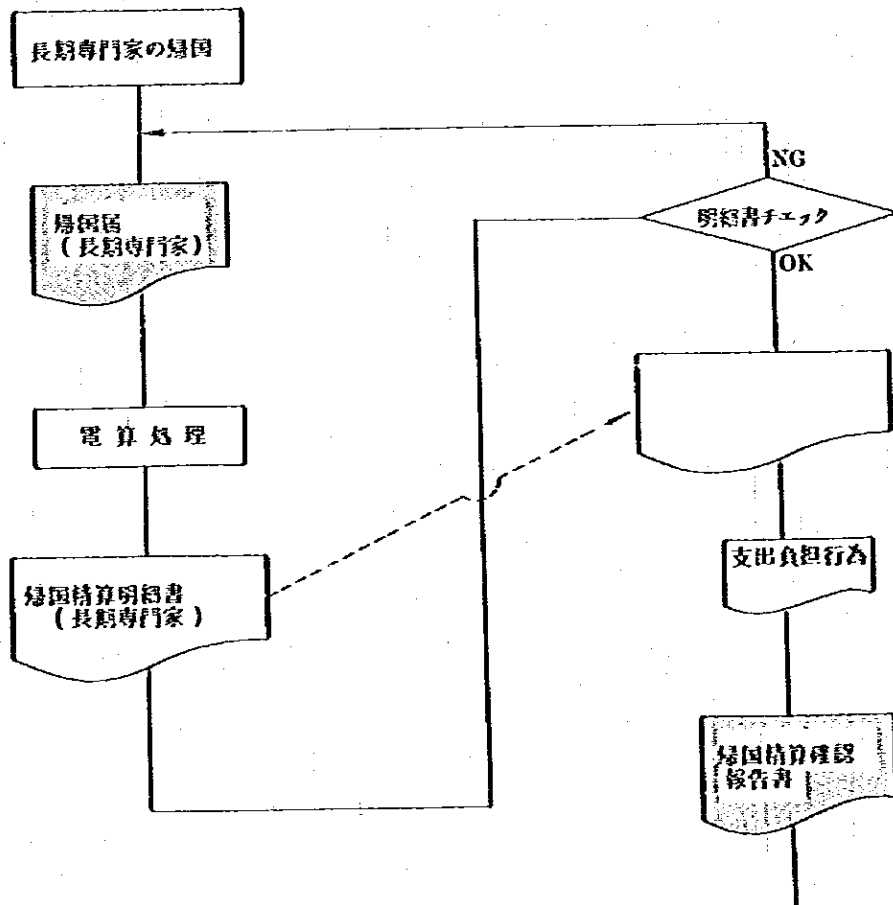 長期専門家の帰国
帰国届
(長期専門家)
電算処理
帰国精算明細書
(長期専門家)
NG
明細書チェック
OK
支出負担行為
帰国精算確認
報告書